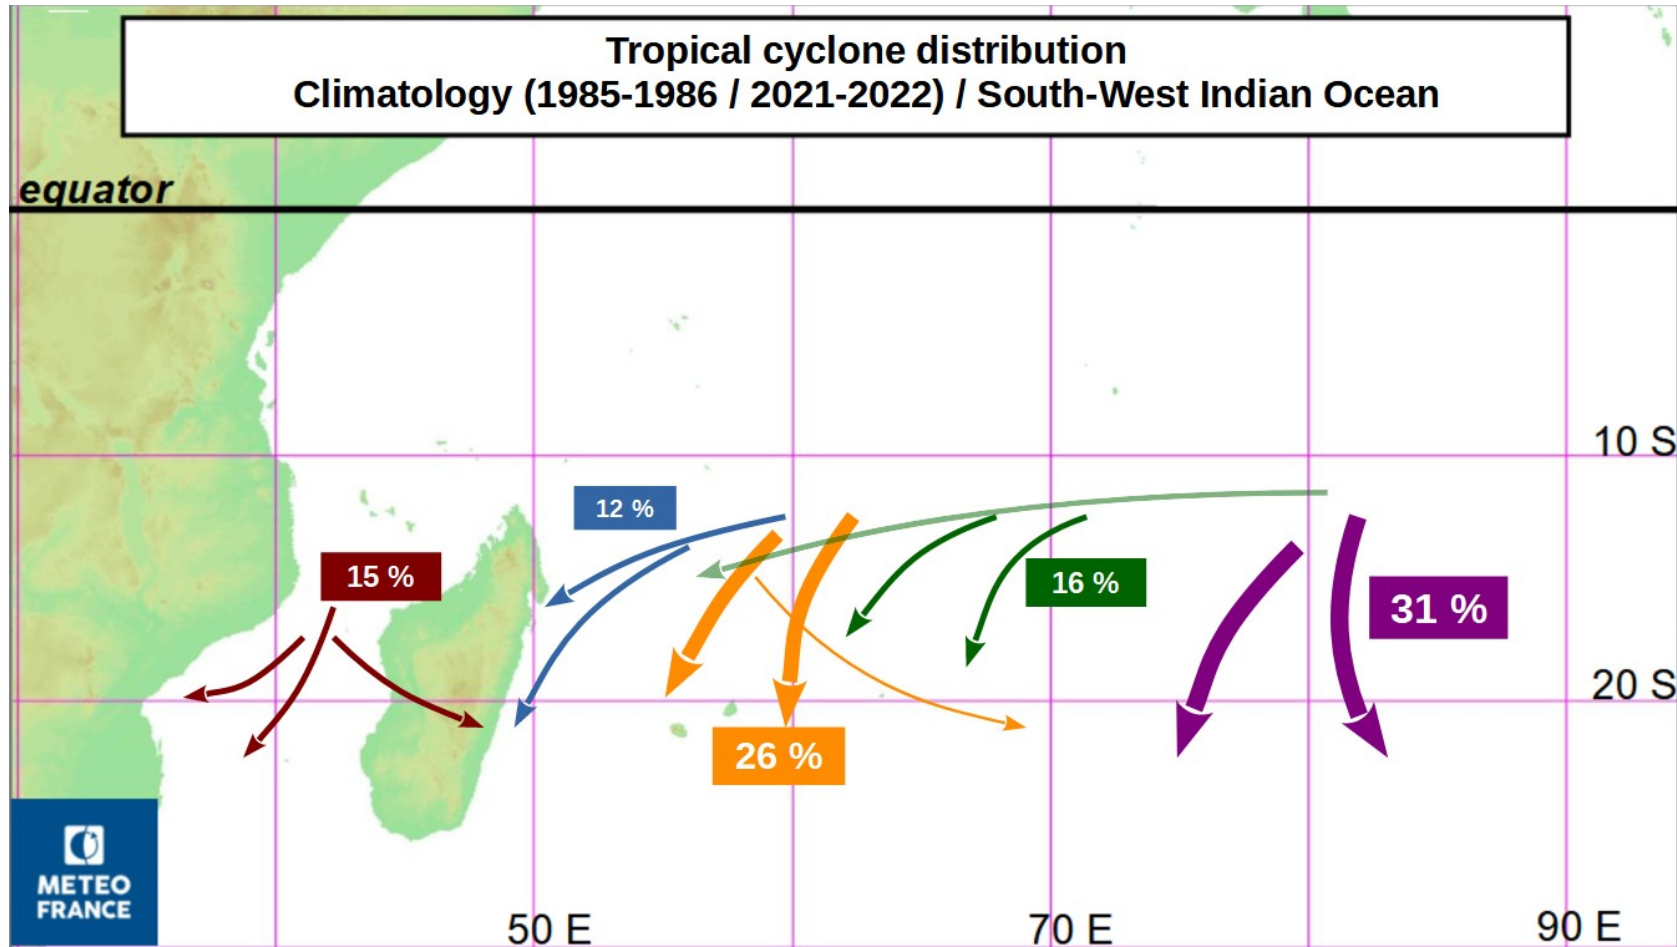 Tropical cyclone distribution
Climatology (1985-1986 / 2021-2022) / South-West Indian Ocean
equator
10 S
12 %
15 %
16 %
31 %
20 S
26 %
METEO
FRANCE
50 E
70 E
90 E